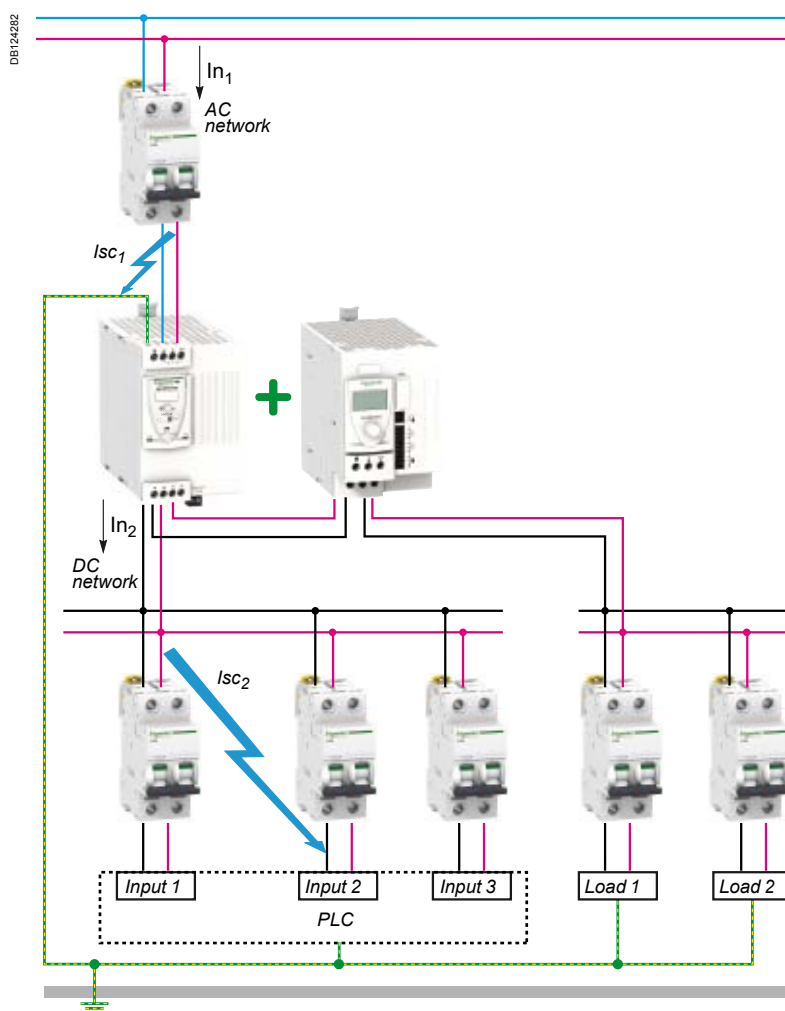 DB124282
In1
AC
network
Isc1
In2
DC
network
Isc2
Input 1
Input 2
Input 3
Load 1
Load 2
PLC